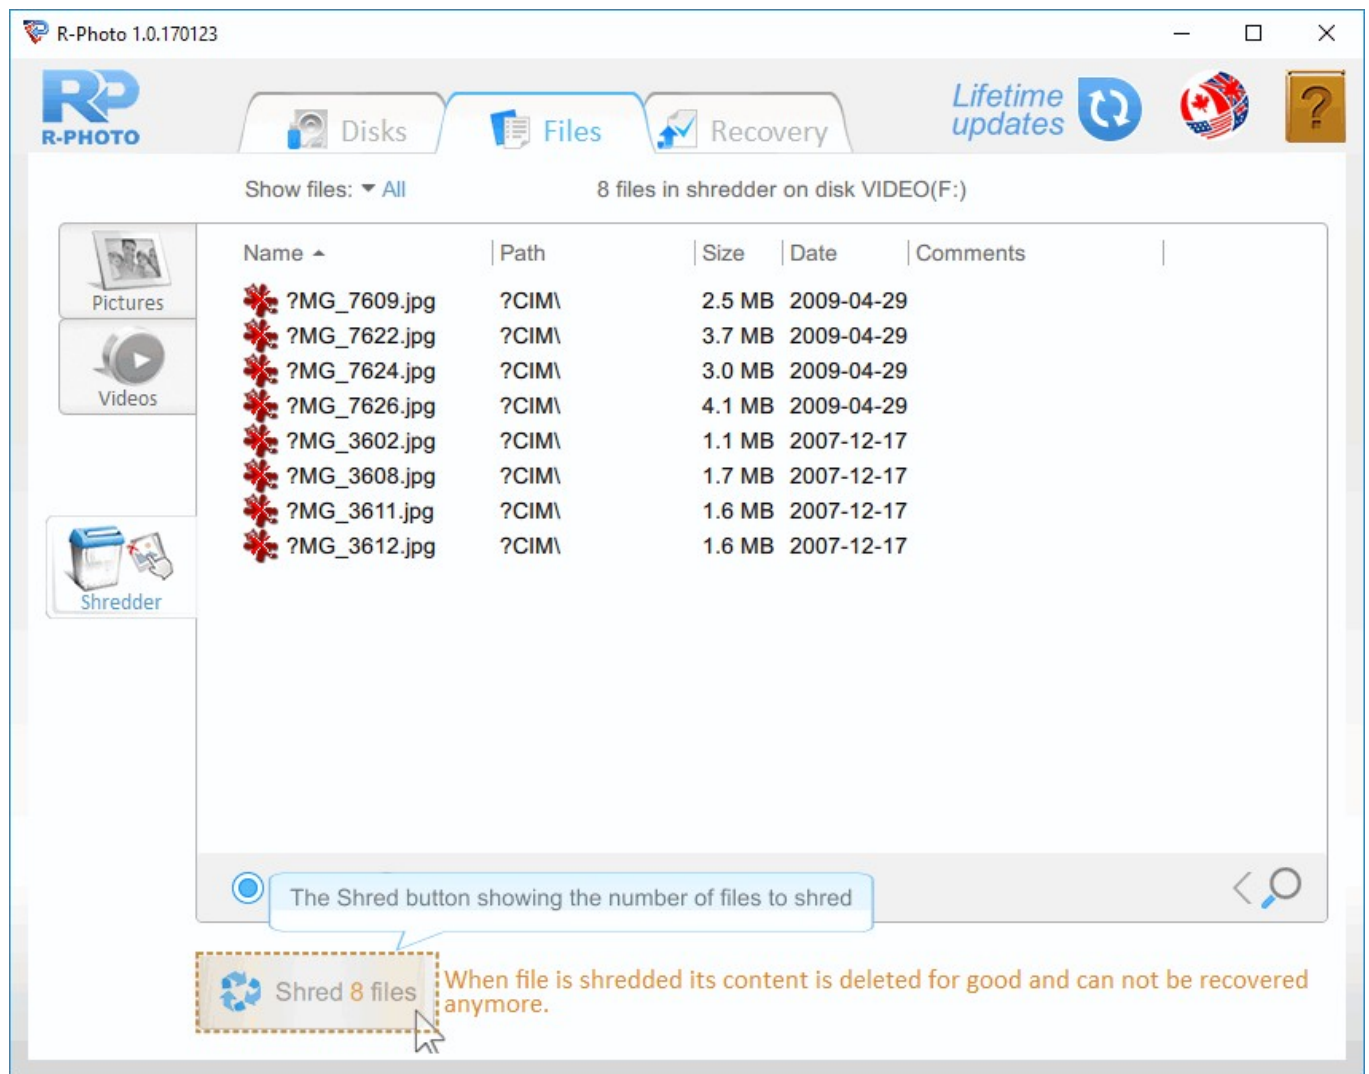 R-Photo 1.0.170123
RP
R-PHOTO
Disks
Files
Recovery
Lifetime
updates
?
Show files: All
8 files in shredder on disk VIDEO(F:)
Name Path Size Date Comments
?MG_7609.jpg ?CIM\ 2.5 MB 2009-04-29
?MG_7622.jpg ?CIM\ 3.7 MB 2009-04-29
?MG_7624.jpg ?CIM\ 3.0 MB 2009-04-29
?MG_7626.jpg ?CIM\ 4.1 MB 2009-04-29
?MG_3602.jpg ?CIM\ 1.1 MB 2007-12-17
?MG_3608.jpg ?CIM\ 1.7 MB 2007-12-17
?MG_3611.jpg ?CIM\ 1.6 MB 2007-12-17
?MG_3612.jpg ?CIM\ 1.6 MB 2007-12-17
Pictures
Videos
Shredder
The Shred button showing the number of files to shred
Shred 8 files
When file is shredded its content is deleted for good and can not be recovered
anymore.